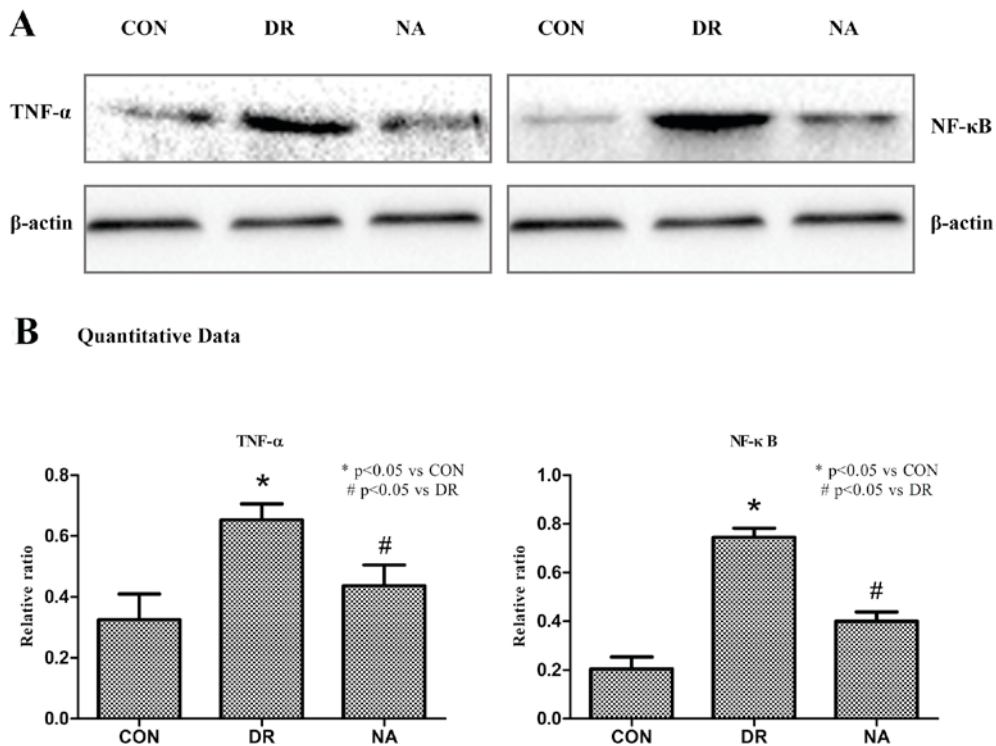 A
CON DR NA CON DR NA
TNF-α NF-κB
β-actin β-actin
B Quantitative Data
TNF-α
* p<0.05 vs CON
# p<0.05 vs DR
Relative ratio
0.8
0.6
0.4
0.2
0.0
*
#
CON DR NA
NF-κ B
* p<0.05 vs CON
# p<0.05 vs DR
Relative ratio
1.0
0.8
0.6
0.4
0.2
0.0
*
#
CON DR NA